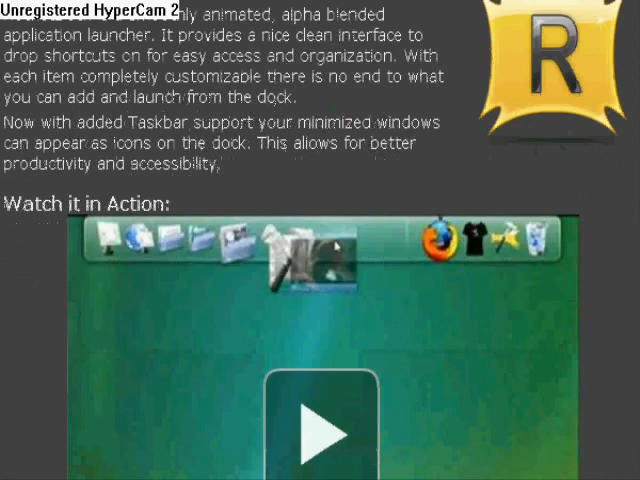 Unregistered HyperCam 2
hly animated, alpha blended
R
application launcher. It provides a nice clean interface to
drop shortcuts on for easy access and organization. With
each item completely customizable there is no end to what
you can add and launch from the dock.
Now with added Taskbar support your minimized windows
can appear as icons on the dock. This allows for better
productivity and accessibility,
Watch it in Action: